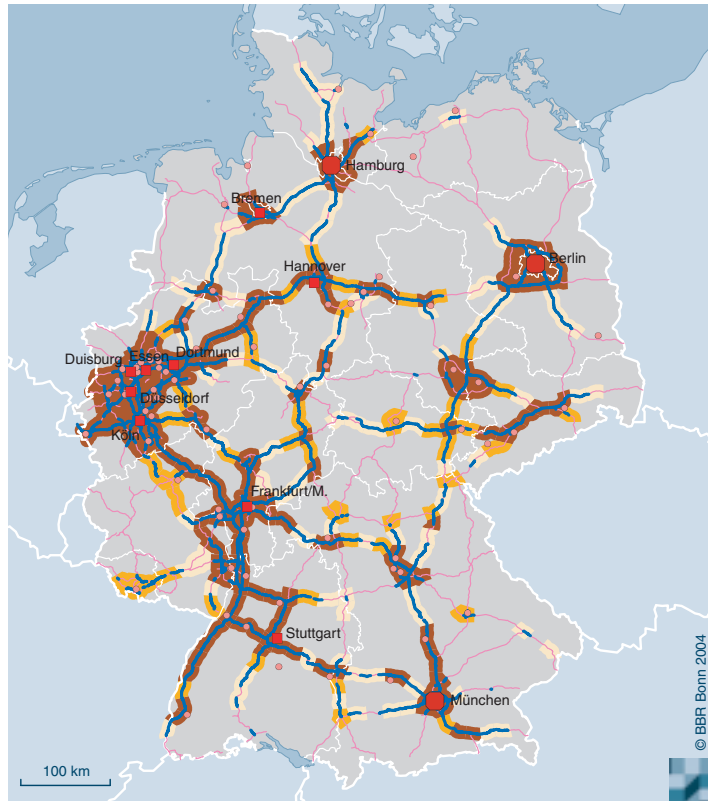 Hamburg
Bremen
Berlin
Hannover
Duisburg
Essen
Dortmund
Düsseldorf
Köln
Frankfurt/M.
Stuttgart
München
100 km
© BBR Bonn 2004